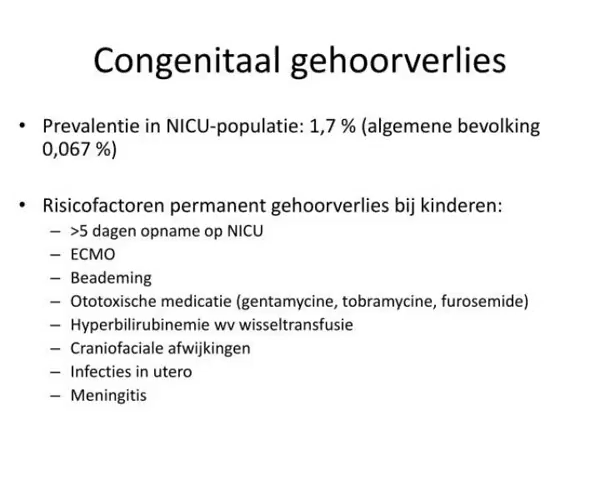 Congenitaal gehoorverlies
• Prevalentie in NICU-populatie: 1,7 % (algemene bevolking
0,067 %)
• Risicofactoren permanent gehoorverlies bij kinderen:
– >5 dagen opname op NICU
– ECMO
– Beademing
– Ototoxische medicatie (gentamycine, tobramycine, furosemide)
– Hyperbilirubinemie wv wisseltransfusie
– Craniofaciale afwijkingen
– Infecties in utero
– Meningitis